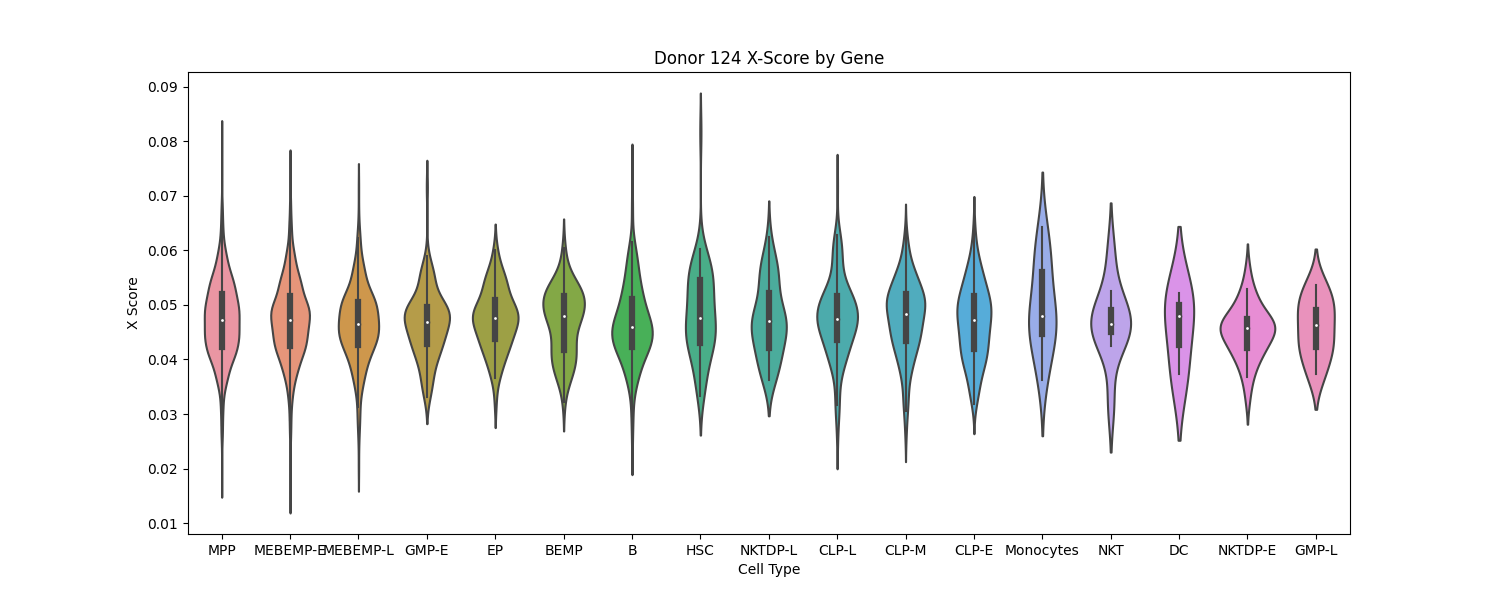 Donor 124 X-Score by Gene
X Score
0.09
0.08
0.07
0.06
0.05
0.04
0.03
0.02
0.01
MPP MEBEMP-E MEBEMP-L GMP-E EP BEMP B HSC NKTDP-L CLP-L CLP-M CLP-E Monocytes NKT DC NKTDP-E GMP-L
Cell Type